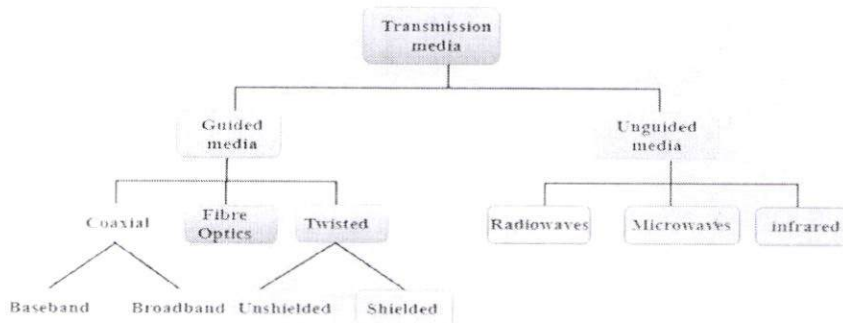 Transmission
media
Guided
media
Unguided
media
Coaxial
Fibre
Optics
Twisted
Radiowaves
Microwaves
infrared
Baseband
Broadband
Unshielded
Shielded